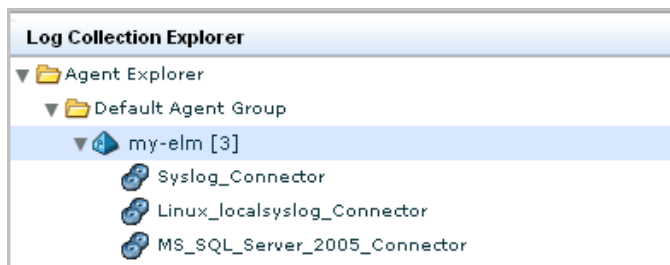 Log Collection Explorer
Agent Explorer
Default Agent Group
my-elm [3]
Syslog_Connector
Linux_localsyslog_Connector
MS_SQL_Server_2005_Connector